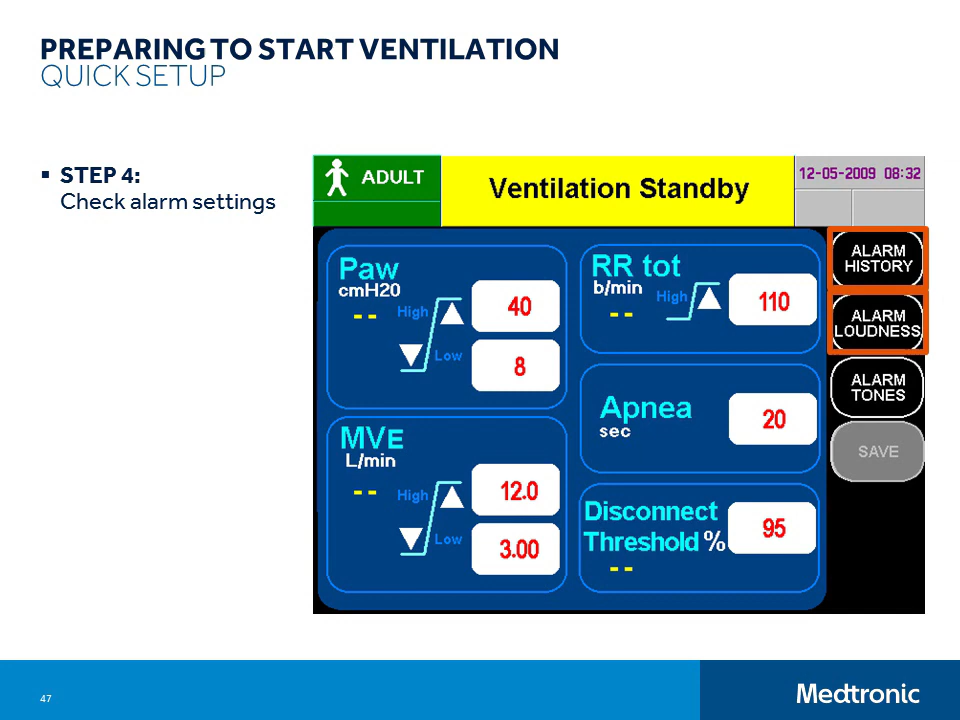 PREPARING TO START VENTILATION
QUICK SETUP
▪ STEP 4:
Check alarm settings
ADULT
Ventilation Standby
12-05-2009 08:32
Paw
cmH20
--
High
40
Low
8
RR tot
b/min
--
High
110
MVE
L/min
--
High
12.0
Low
3.00
Apnea
sec
20
Disconnect
Threshold %
--
95
ALARM
HISTORY
ALARM
LOUDNESS
ALARM
TONES
SAVE
47
Medtronic